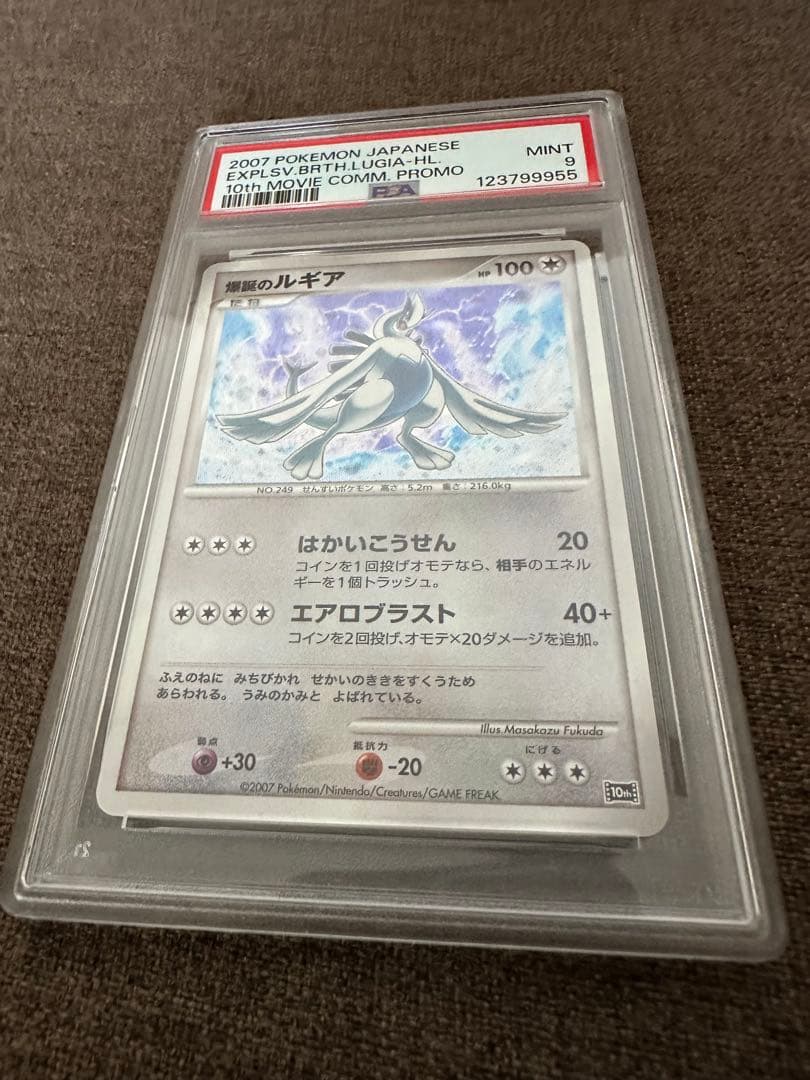 2007 POKEMON JAPANESE
EXPLSV.BRTH.LUGIA-HL.
10th MOVIE COMM. PROMO
MINT
9
123799955
PSA
爆誕のルギア
HP 100
NO.249 せんすいポケモン 高さ:5.2m 重さ:216.0kg
はかいこうせん 20
コインを1回投げオモテなら、相手のエネル
ギーを1個トラッシュ。
エアロブラスト 40+
コインを2回投げ、オモテ×20ダメージを追加。
ふえのねに みちびかれ せかいのききをすくうため
あらわれる。 うみのかみと よばれている。
Illus. Masakazu Fukuda
弱点
+30
抵抗力
-20
にげる
©2007 Pokémon/Nintendo/Creatures/GAME FREAK.
10th